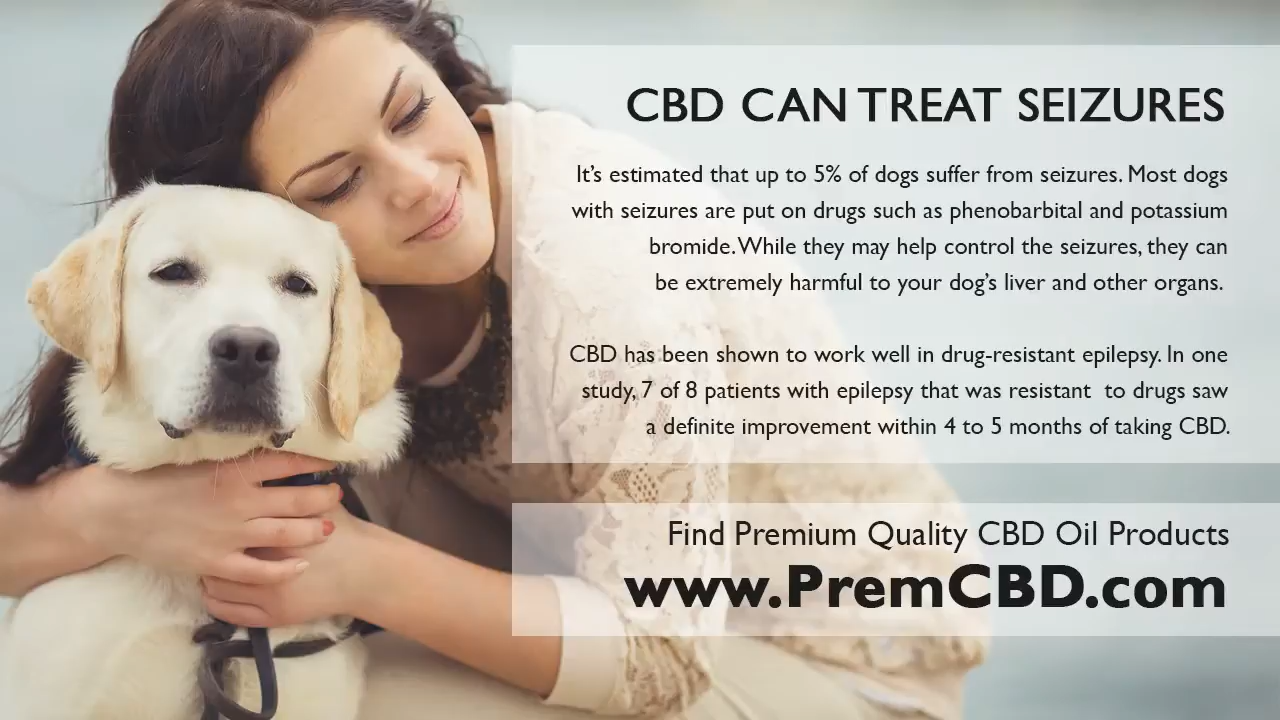 CBD CAN TREAT SEIZURES
It's estimated that up to 5% of dogs suffer from seizures. Most dogs
with seizures are put on drugs such as phenobarbital and potassium
bromide. While they may help control the seizures, they can
be extremely harmful to your dog's liver and other organs.
CBD has been shown to work well in drug-resistant epilepsy. In one
study, 7 of 8 patients with epilepsy that was resistant  to drugs saw
a definite improvement within 4 to 5 months of taking CBD.
Find Premium Quality CBD Oil Products
www.PremCBD.com